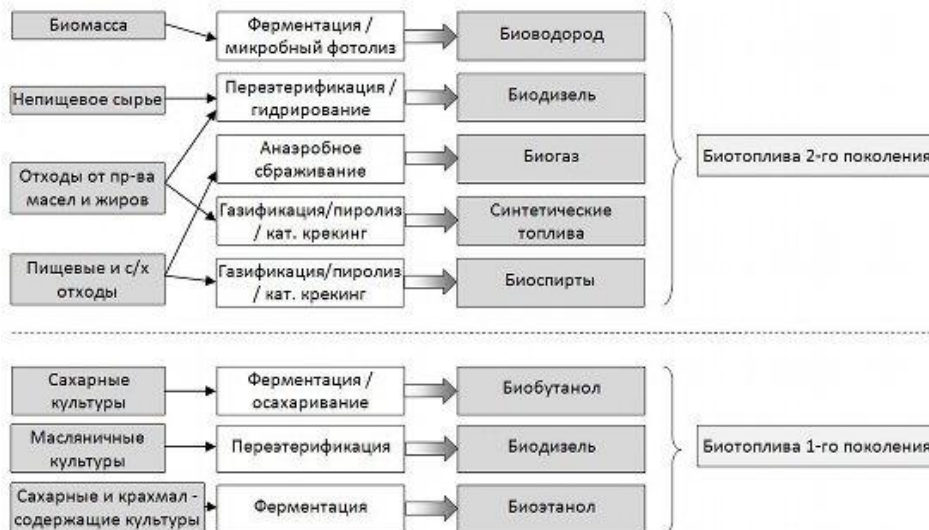 Биомасса
Ферментация /
микробный фотолиз
Биоводород
Непищевое сырье
Переэтерификация /
гидрирование
Биодизель
Отходы от пр-ва
масел и жиров
Анаэробное
сбраживание
Биогаз
Биотоплива 2-го поколения
Газификация/пиролиз
/ кат. крекинг
Синтетические
топлива
Пищевые и с/х
отходы
Газификация/пиролиз
/ кат. крекинг
Биоспирты
Сахарные
культуры
Ферментация /
осахаривание
Биобутанол
Масляничные
культуры
Переэтерификация
Биодизель
Биотоплива 1-го поколения
Сахарные и крахмал -
содержащие культуры
Ферментация
Биоэтанол